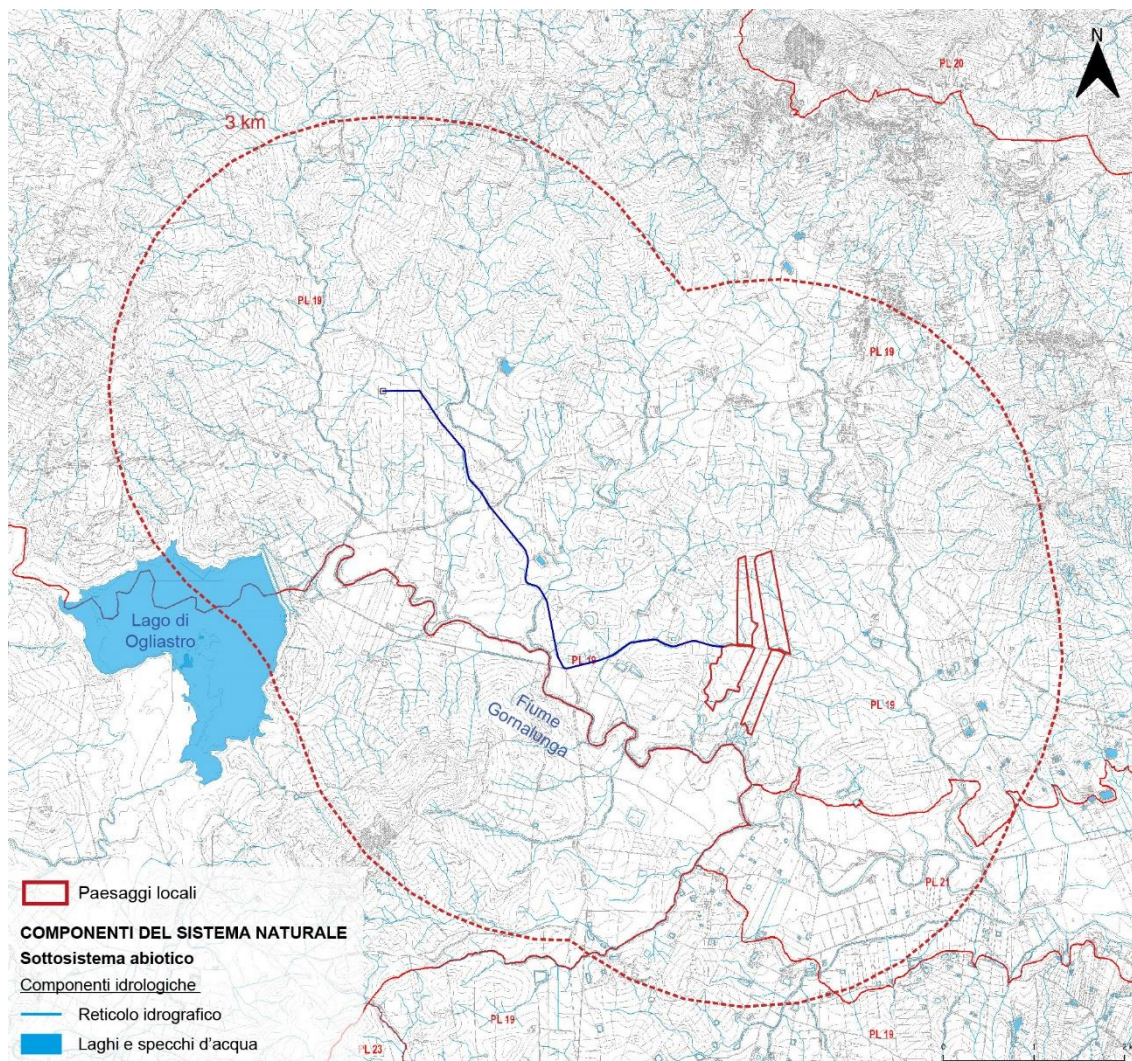 PL 20
N
3 km
PL 19
PL 19
Lago di
Ogliastro
PL 19
Fiume
Gornalunga
PL 19
PL 21
Paesaggi locali
COMPONENTI DEL SISTEMA NATURALE
Sottosistema abiotico
Componenti idrologiche
Reticolo idrografico
Laghi e specchi d'acqua
PL 19
PL 23
PL 19
0 1